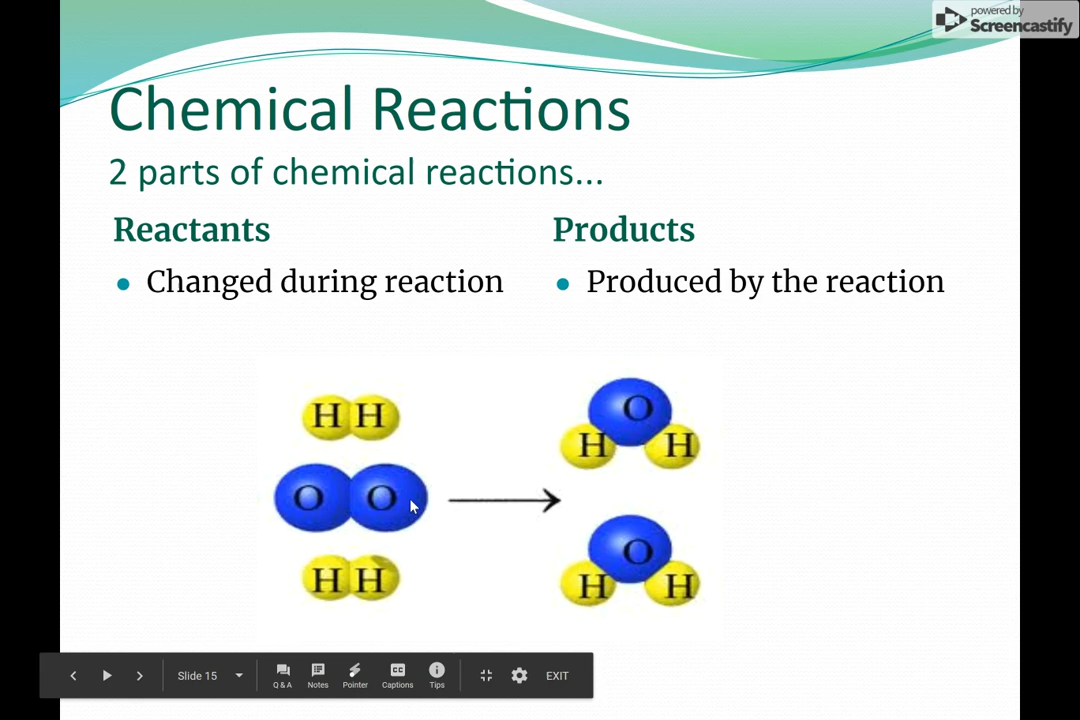 powered by
Screencastify
Chemical Reactions
2 parts of chemical reactions...
Reactants
Products
• Changed during reaction
• Produced by the reaction
H H
O O
H H
O
H H
O
H H
Slide 15
Q & A
Notes
Pointer
CC
Captions
Tips
EXIT